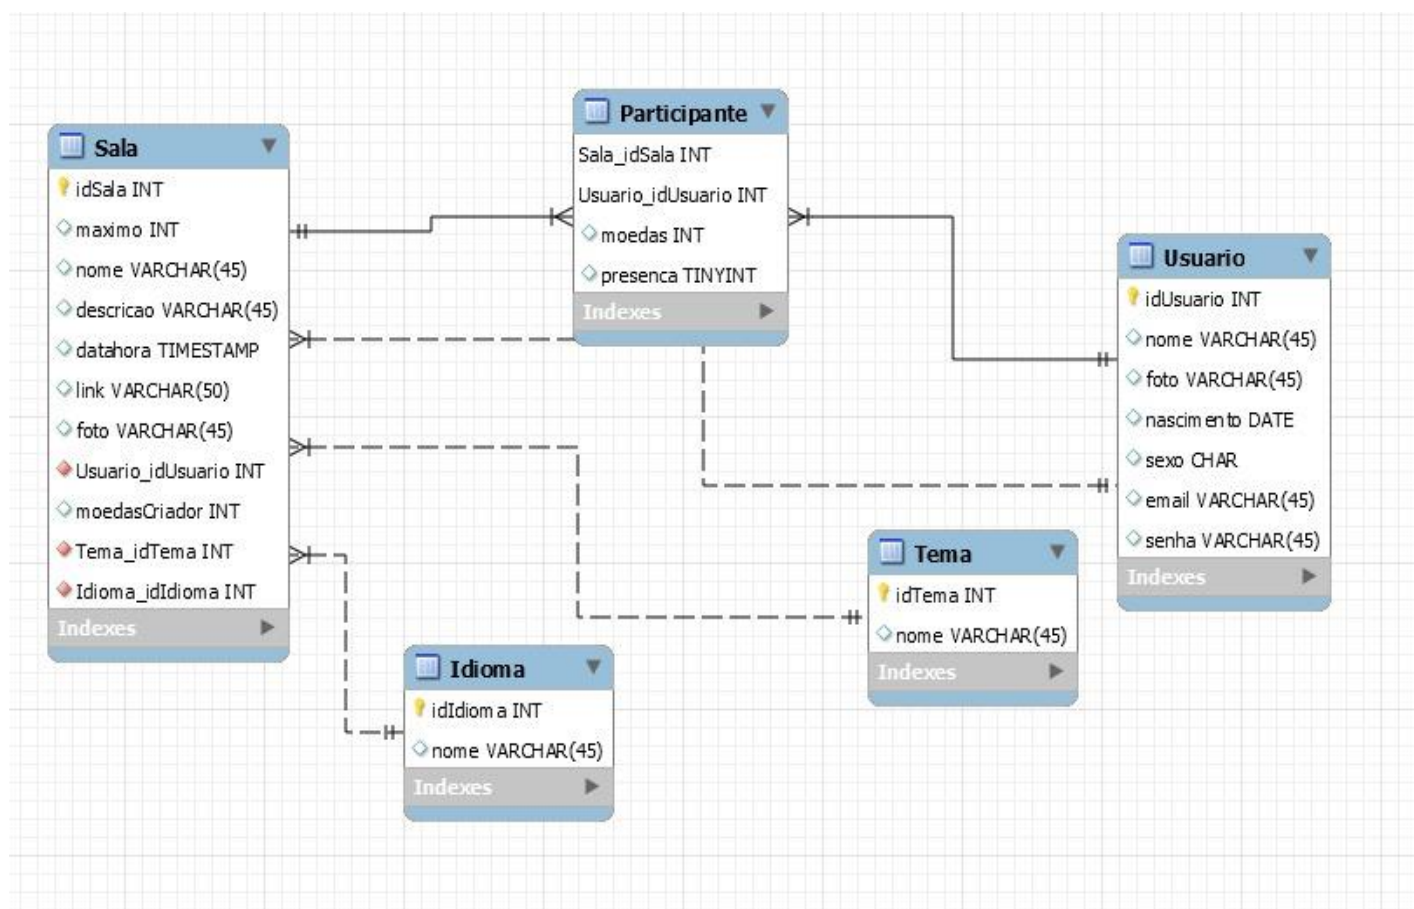 Sala
idSala INT
maximo INT
nome VARCHAR(45)
descricao VARCHAR(45)
datahora TIMESTAMP
link VARCHAR(50)
foto VARCHAR(45)
Usuario_idUsuario INT
moedasCriador INT
Tema_idTema INT
Idioma_idIdioma INT
Indexes
Participante
Sala_idSala INT
Usuario_idUsuario INT
moedas INT
presenca TINYINT
Indexes
Usuario
idUsuario INT
nome VARCHAR(45)
foto VARCHAR(45)
nascimento DATE
sexo CHAR
email VARCHAR(45)
senha VARCHAR(45)
Indexes
Tema
idTema INT
nome VARCHAR(45)
Indexes
Idioma
idIdioma INT
nome VARCHAR(45)
Indexes